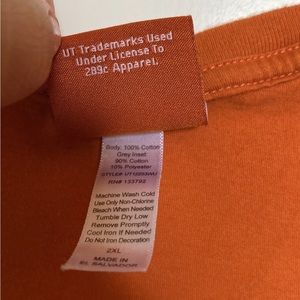 UT Trademarks Used
Under License To
289c Apparel.
Body: 100% Cotton
Grey Inset:
90% Cotton
10% Polyester
STYLE#
RN# 133792
Machine Wash Cold
Use Only Non-Chlorine
Bleach When Needed
Tumble Dry Low
Remove Promptly
Cool Iron If Needed
Do Not Iron Decoration
2XL
MADE IN
EL SALVADOR